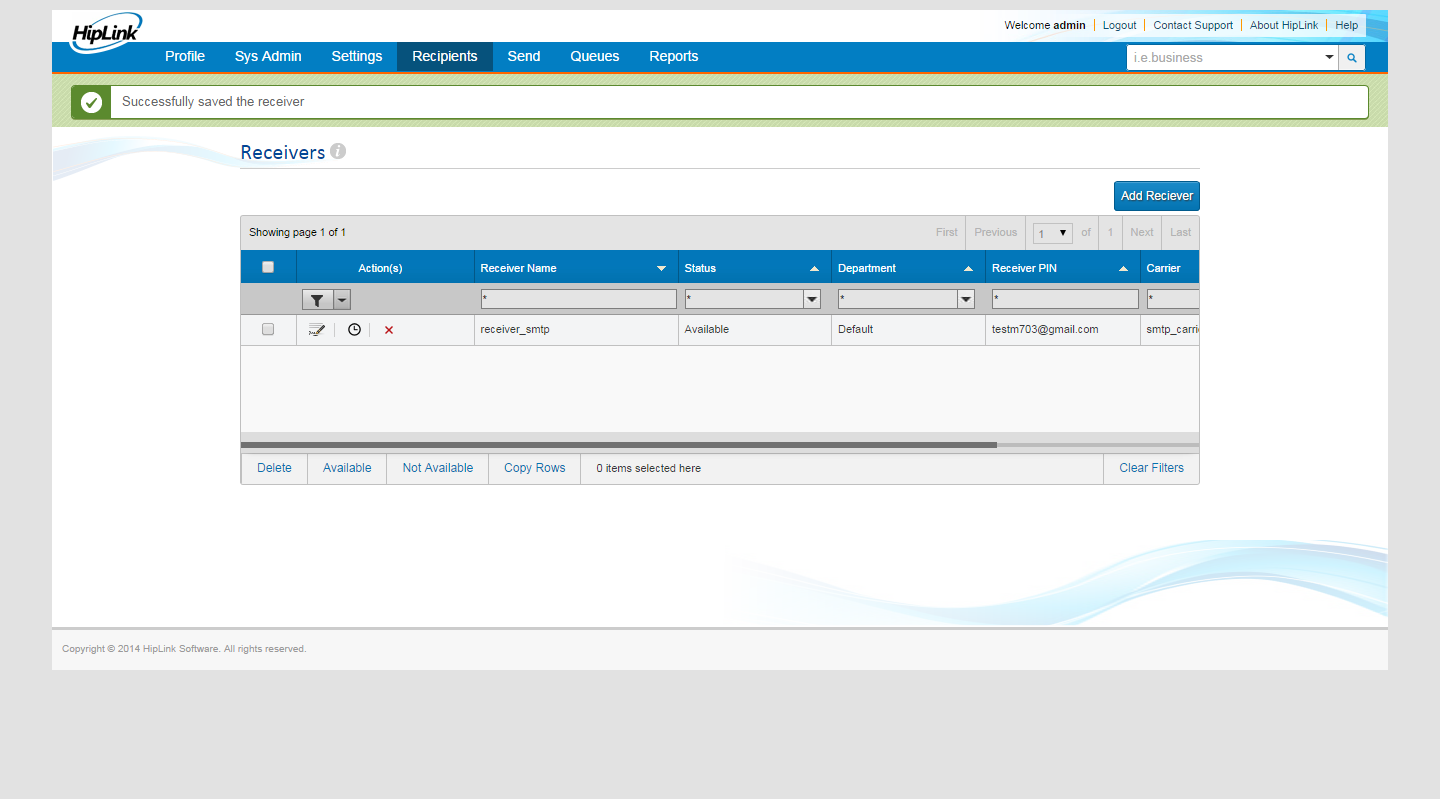 HipLink
Welcome admin Logout Contact Support About HipLink Help
Profile Sys Admin Settings Recipients Send Queues Reports
i.e.business
Successfully saved the receiver
Receivers i
Add Reciever
Showing page 1 of 1 First Previous 1 of 1 Next Last
Action(s) Receiver Name Status Department Receiver PIN Carrier
* * * * *
receiver_smtp Available Default testm703@gmail.com smtp_carri
Delete Available Not Available Copy Rows 0 items selected here Clear Filters
Copyright © 2014 HipLink Software. All rights reserved.